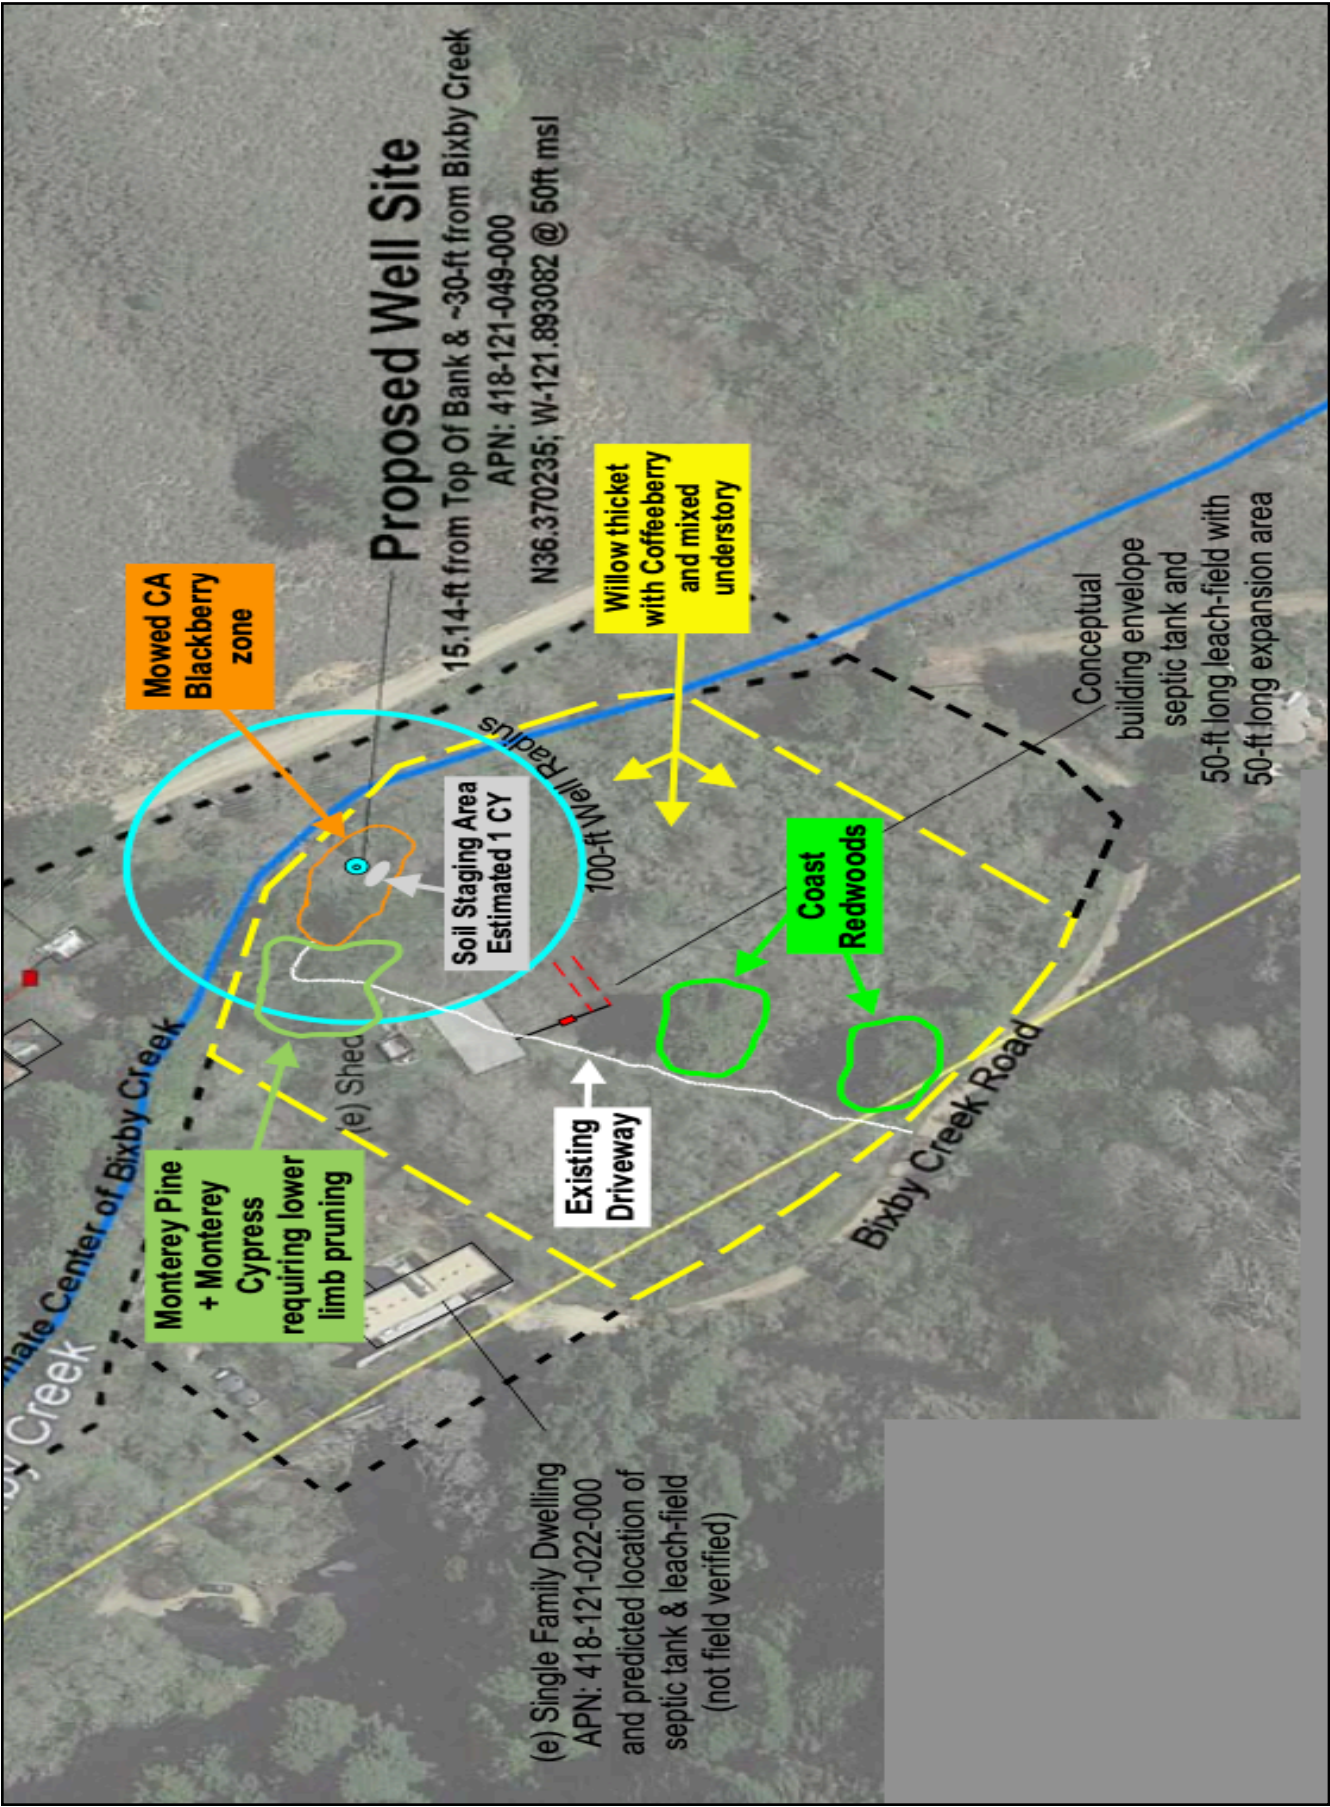 Proposed Well Site
15.14-ft from Top Of Bank & ~30-ft from Bixby Creek
APN: 418-121-049-000
N36.370235; W-121.893082 @ 50ft msl
Mowed CA
Blackberry
zone
Willow thicket
with Coffeeberry
and mixed
understory
Soil Staging Area
Estimated 1 CY
100-ft Well Radius
Conceptual
building envelope
septic tank and
50-ft long leach-field with
50-ft long expansion area
Coast
Redwoods
(e) Shed
Existing
Driveway
Monterey Pine
+ Monterey
Cypress
requiring lower
limb pruning
Center of Bixby Creek
Creek
Bixby Creek Road
(e) Single Family Dwelling
APN: 418-121-022-000
and predicted location of
septic tank & leach-field
(not field verified)